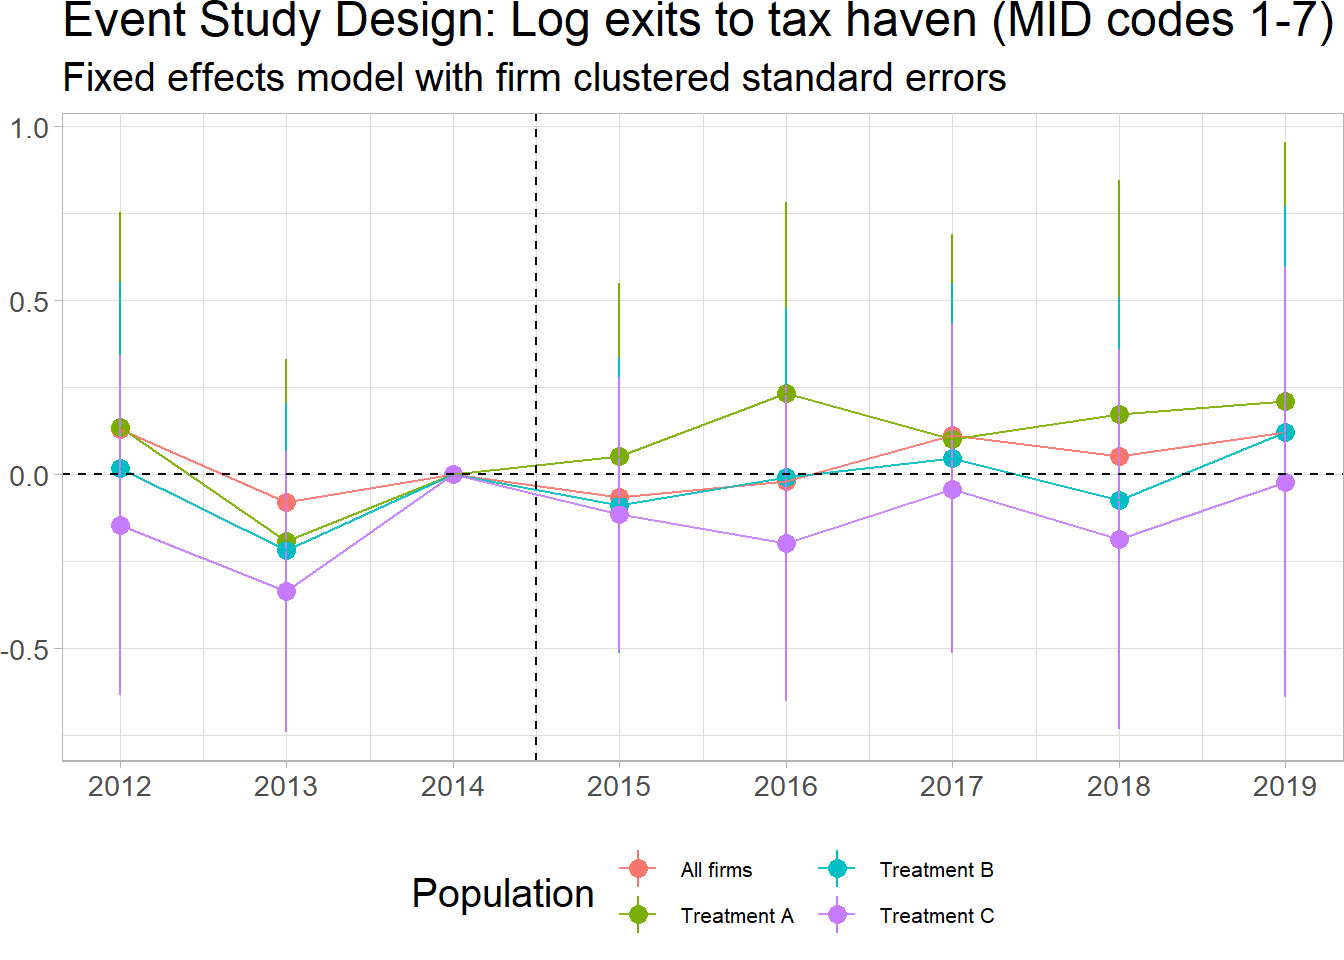 Event Study Design: Log exits to tax haven (MID codes 1-7)
Fixed effects model with firm clustered standard errors
1.0
0.5
0.0
-0.5
2012 2013 2014 2015 2016 2017 2018 2019
Population
All firms
Treatment B
Treatment A
Treatment C